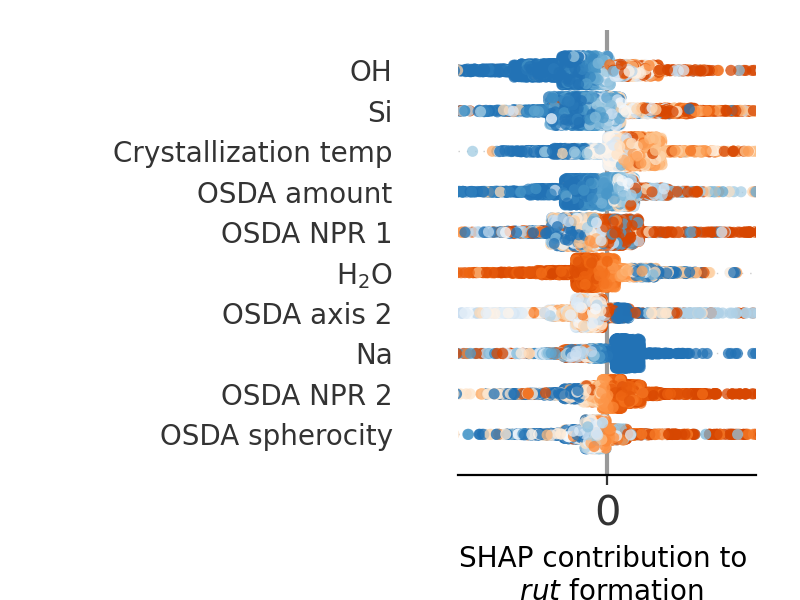 OH
Si
Crystallization temp
OSDA amount
OSDA NPR 1
H₂O
OSDA axis 2
Na
OSDA NPR 2
OSDA spherocity
0
SHAP contribution to
rut formation